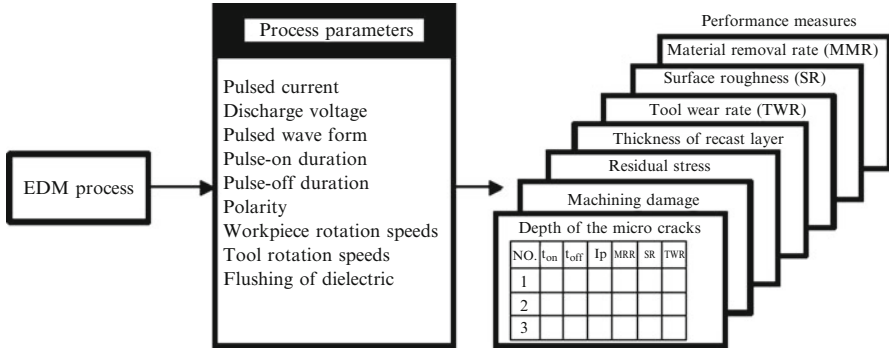 EDM process
Process parameters
Pulsed current
Discharge voltage
Pulsed wave form
Pulse-on duration
Pulse-off duration
Polarity
Workpiece rotation speeds
Tool rotation speeds
Flushing of dielectric
Performance measures
Material removal rate (MMR)
Surface roughness (SR)
Tool wear rate (TWR)
Thickness of recast layer
Residual stress
Machining damage
Depth of the micro cracks
NO. ton toff Ip MRR SR TWR
1
2
3